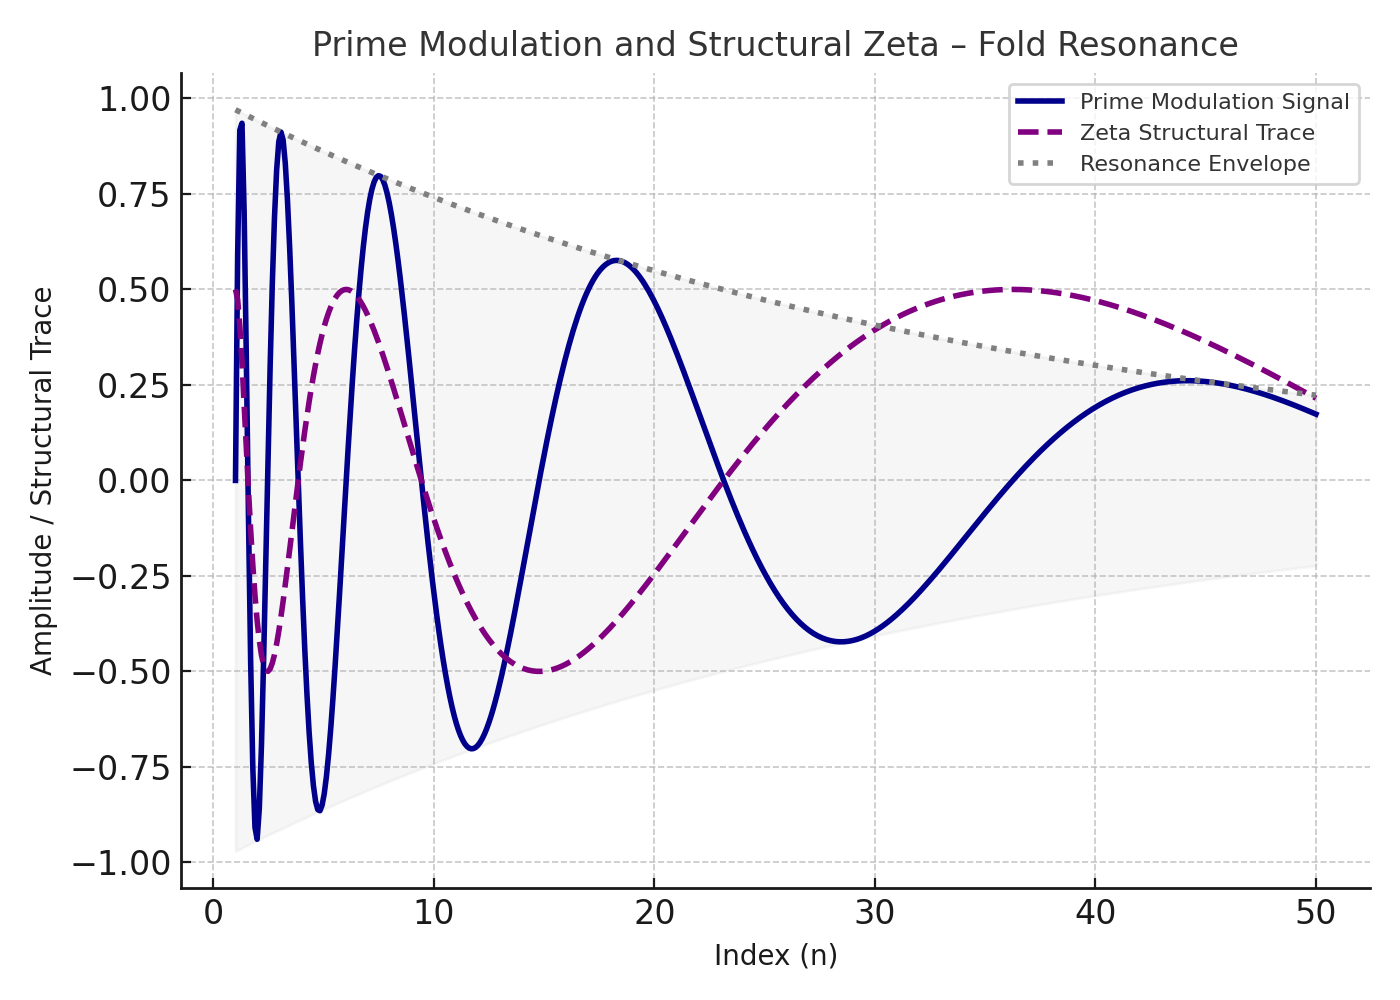 Prime Modulation and Structural Zeta – Fold Resonance
Prime Modulation Signal
Zeta Structural Trace
Resonance Envelope
Amplitude / Structural Trace
1.00
0.75
0.50
0.25
0.00
−0.25
−0.50
−0.75
−1.00
0 10 20 30 40 50
Index (n)